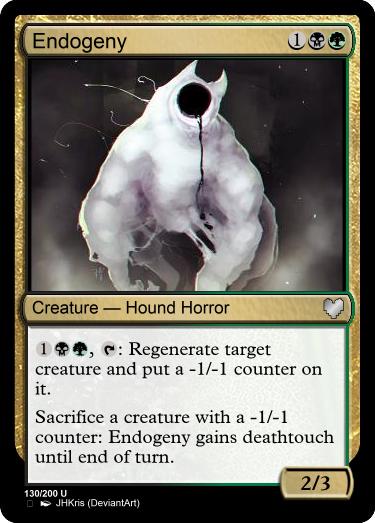 Endogeny 1
Creature — Hound Horror
1, : Regenerate target
creature and put a -1/-1 counter on
it.
Sacrifice a creature with a -1/-1
counter: Endogeny gains deathtouch
until end of turn.
2/3
130/200 U
JHKris (DeviantArt)